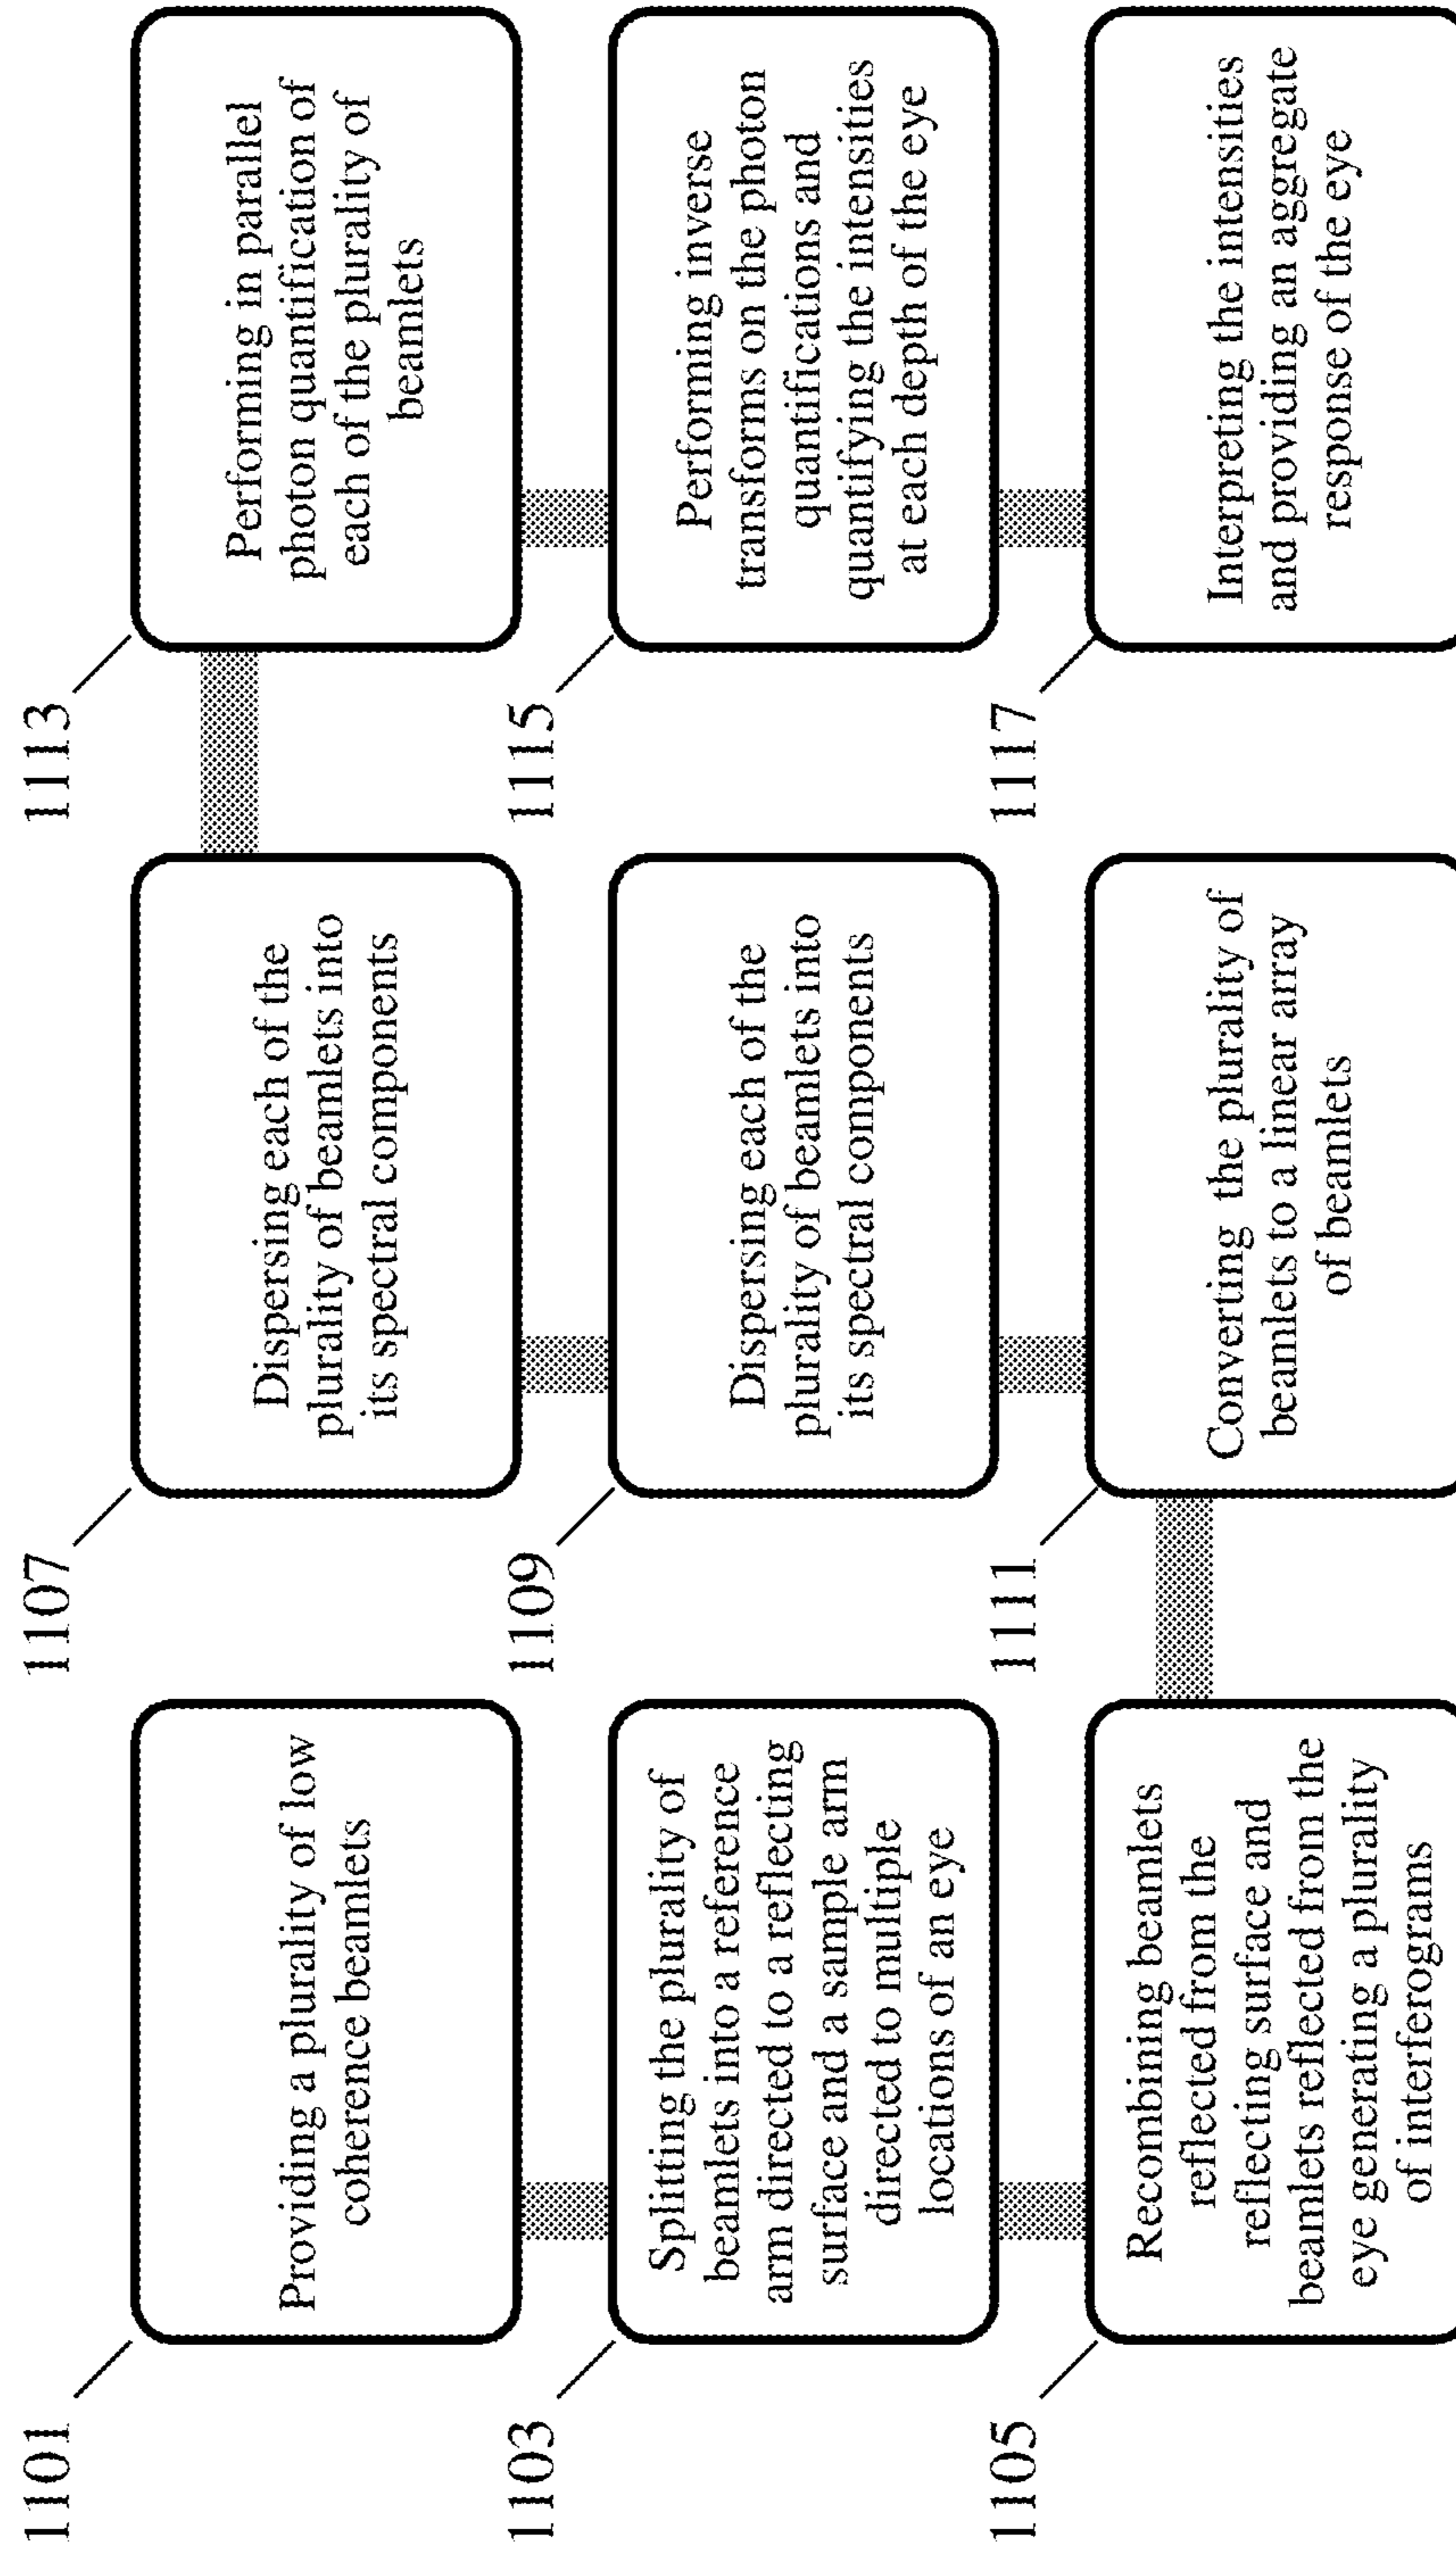 1101
Providing a plurality of low
coherence beamlets
1103
Splitting the plurality of
beamlets into a reference
arm directed to a reflecting
surface and a sample arm
directed to multiple
locations of an eye
1105
Recombining beamlets
reflected from the
reflecting surface and
beamlets reflected from the
eye generating a plurality
of interferograms
1107
Dispersing each of the
plurality of beamlets into
its spectral components
1109
Dispersing each of the
plurality of beamlets into
its spectral components
1111
Converting the plurality of
beamlets to a linear array
of beamlets
1113
Performing in parallel
photon quantification of
each of the plurality of
beamlets
1115
Performing inverse
transforms on the photon
quantifications and
quantifying the intensities
at each depth of the eye
1117
Interpreting the intensities
and providing an aggregate
response of the eye